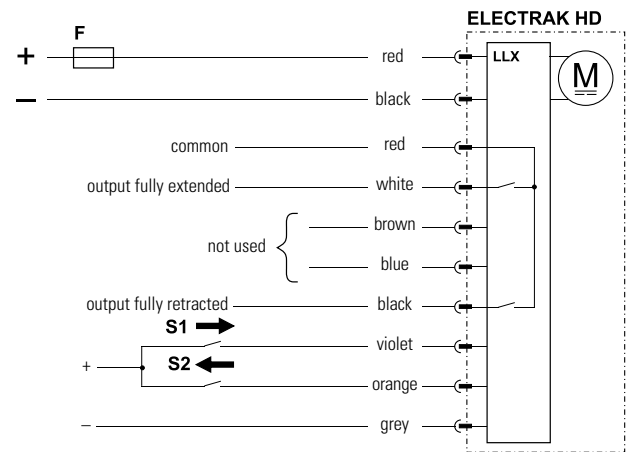 ELECTRAK HD
F
+ red LLX
M
– black
common red
output fully extended white
brown
not used
blue
output fully retracted black
S1
violet
+ S2
orange
– grey